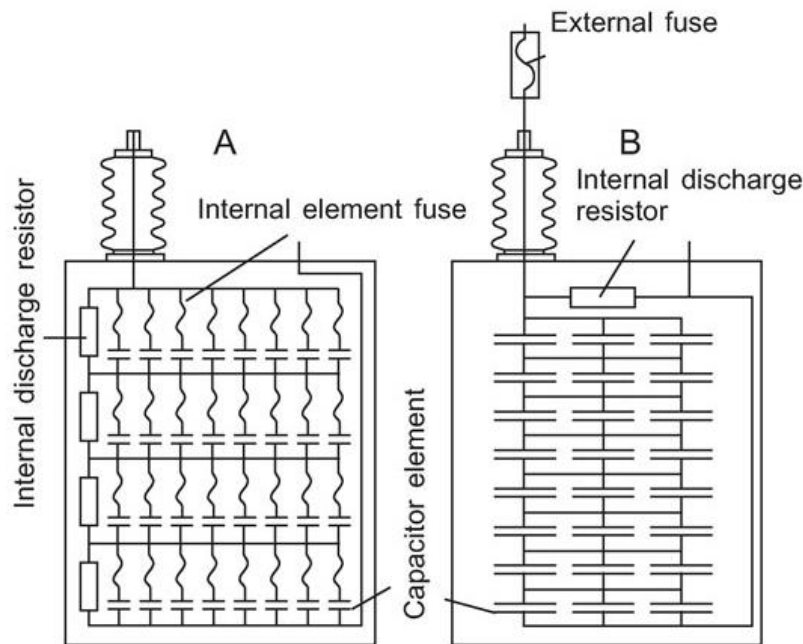 External fuse
A
B
Internal element fuse
Internal discharge
resistor
Internal discharge resistor
Capacitor element